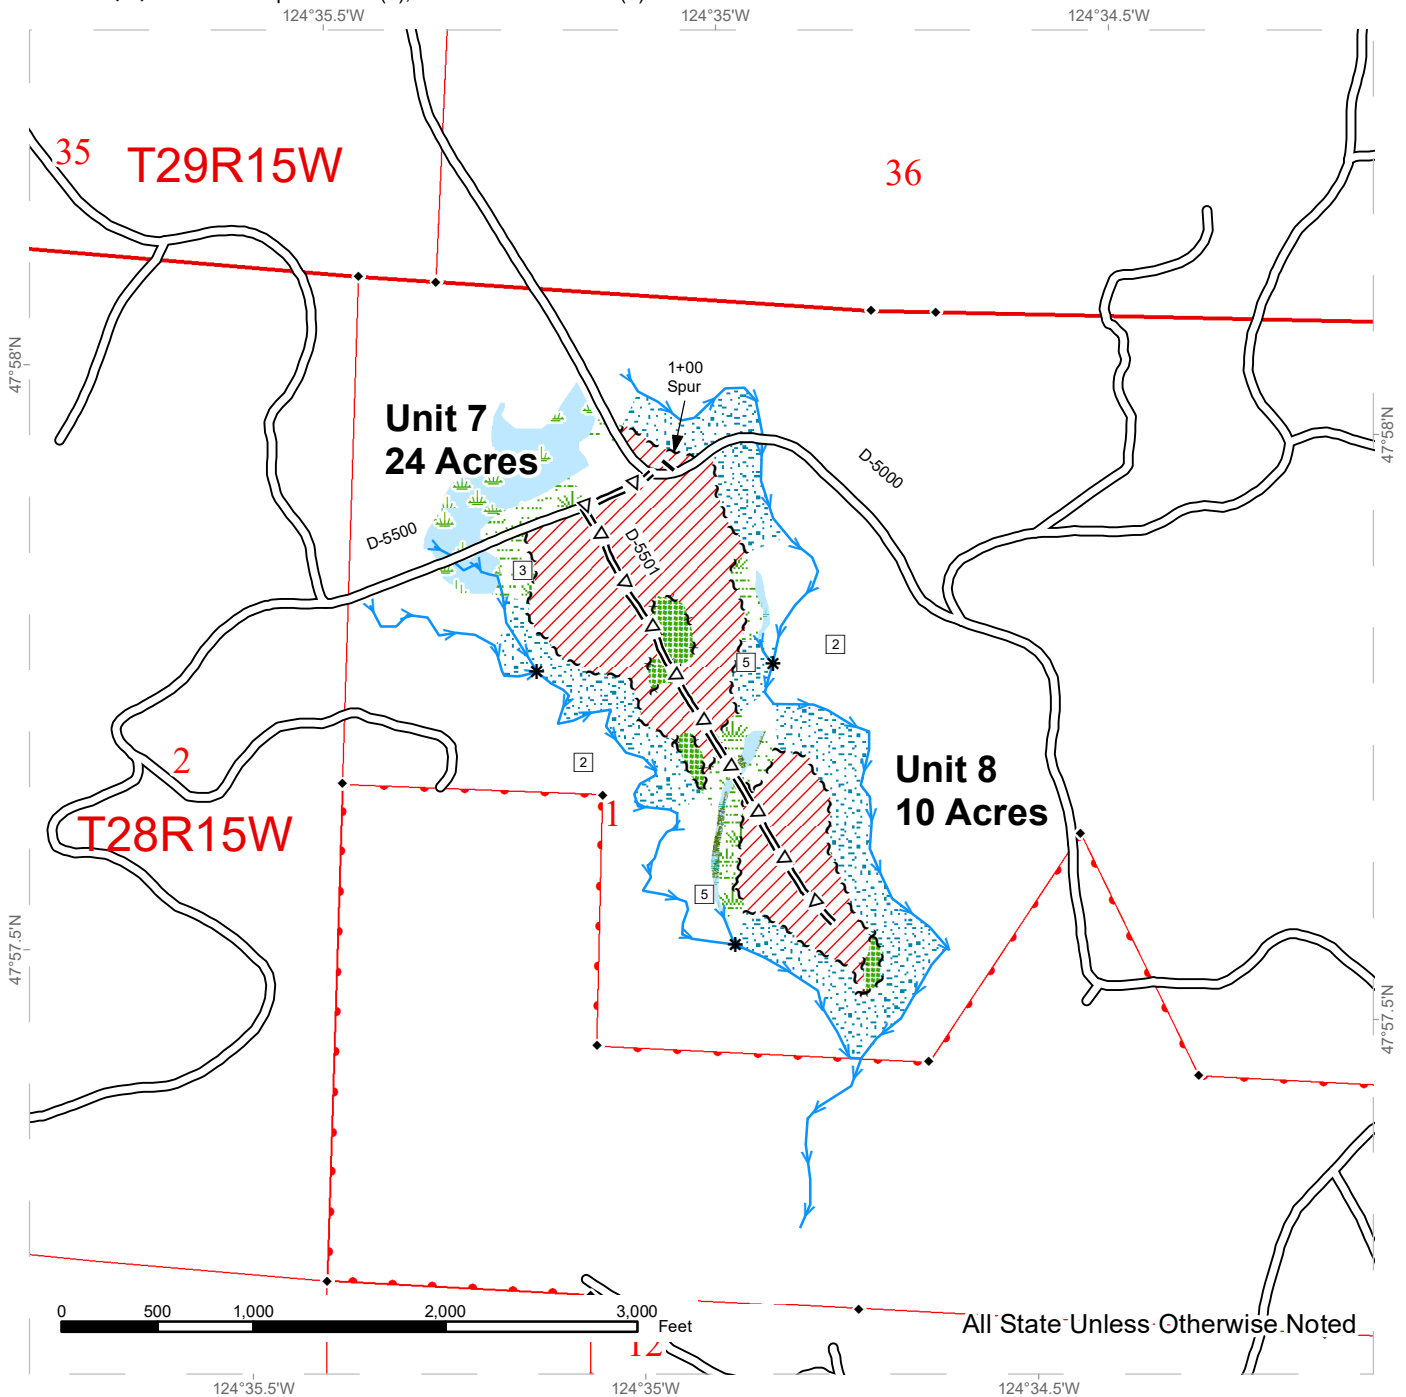 124°35.5'W
124°35'W
124°34.5'W
35
T29R15W
36
47°58'N
47°58'N
1+00
Spur
Unit 7
24 Acres
D-5000
D-5500
D-5501
3
5
2
2
2
Unit 8
10 Acres
1
T28R15W
5
47°57.5'N
47°57.5'N
0
500
1,000
2,000
3,000
Feet
All State Unless Otherwise Noted
12
124°35.5'W
124°35'W
124°34.5'W